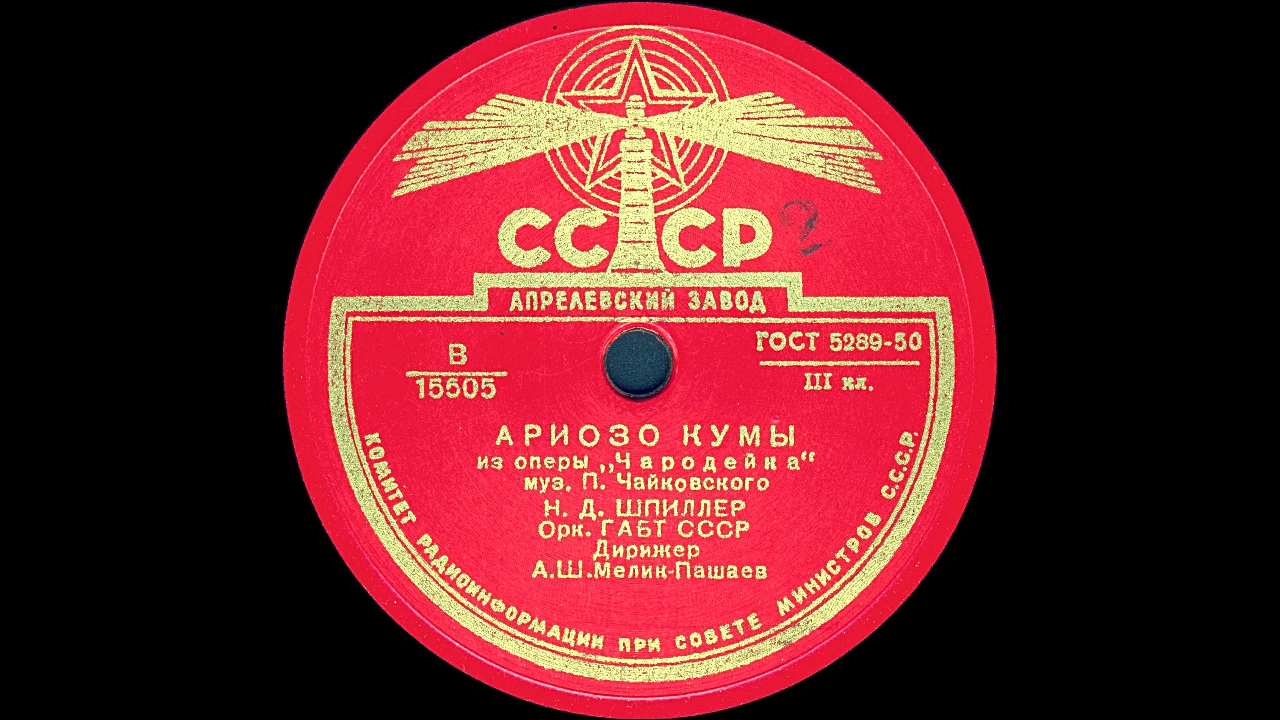 СССР
АПРЕЛЕВСКИЙ ЗАВОД
В
15505
ГОСТ 5289-50
III кл.
АРИОЗО КУМЫ
из оперы „Чародейка“
муз. П. Чайковского
Н. Д. ШПИЛЛЕР
Орк. ГАБТ СССР
Дирижер
А.Ш.Мелик-Пашаев
КОМИТЕТ РАДИОИНФОРМАЦИИ ПРИ СОВЕТЕ МИНИСТРОВ С.С.С.Р.